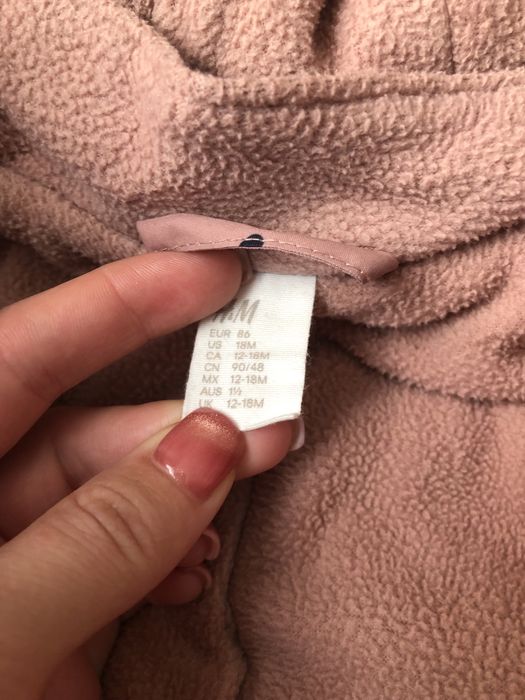 H&M
EUR 86
US 18M
CA 12-18M
CN 90/48
MX 12-18M
AUS 1½
UK 12-18M